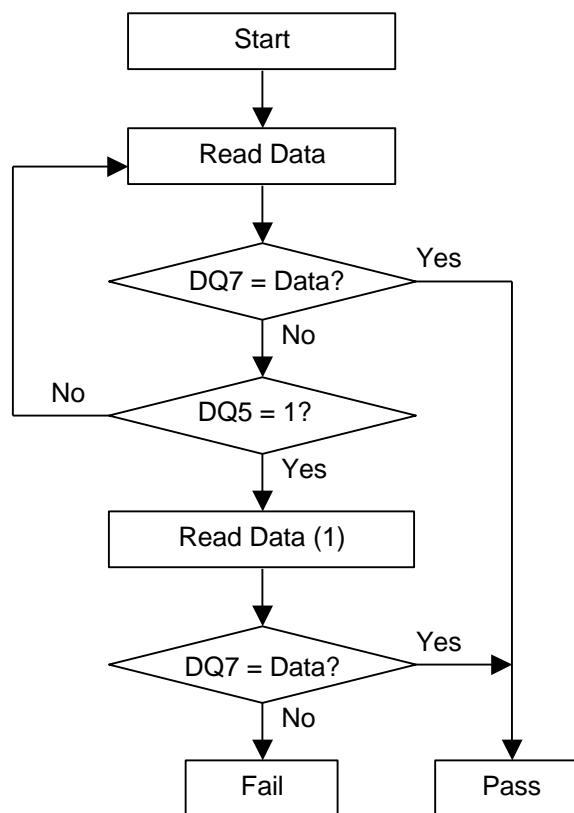 Start
Read Data
DQ7 = Data?
Yes
No
DQ5 = 1?
No
Yes
Read Data (1)
DQ7 = Data?
Yes
No
Fail
Pass